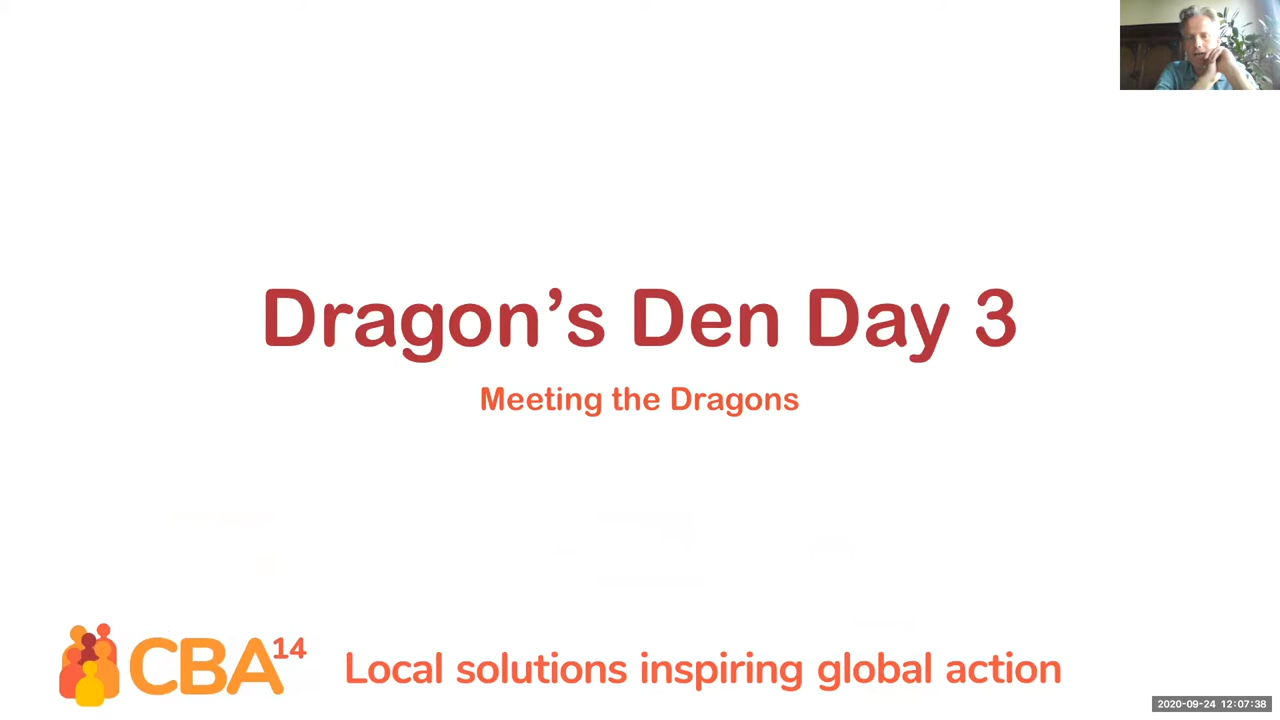 Dragon’s Den Day 3
Meeting the Dragons
CBA14
Local solutions inspiring global action
2020-09-24 12:07:38